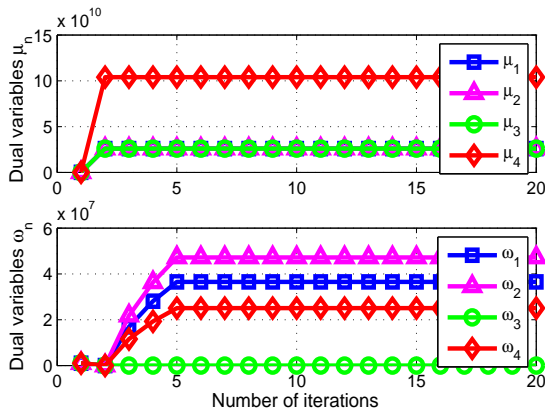 x 10^10
15
10
5
0
Dual variables μ_n
μ_1
μ_2
μ_3
μ_4
0 5 10 15 20
x 10^7
6
4
2
0
Dual variables ω_n
ω_1
ω_2
ω_3
ω_4
0 5 10 15 20
Number of iterations